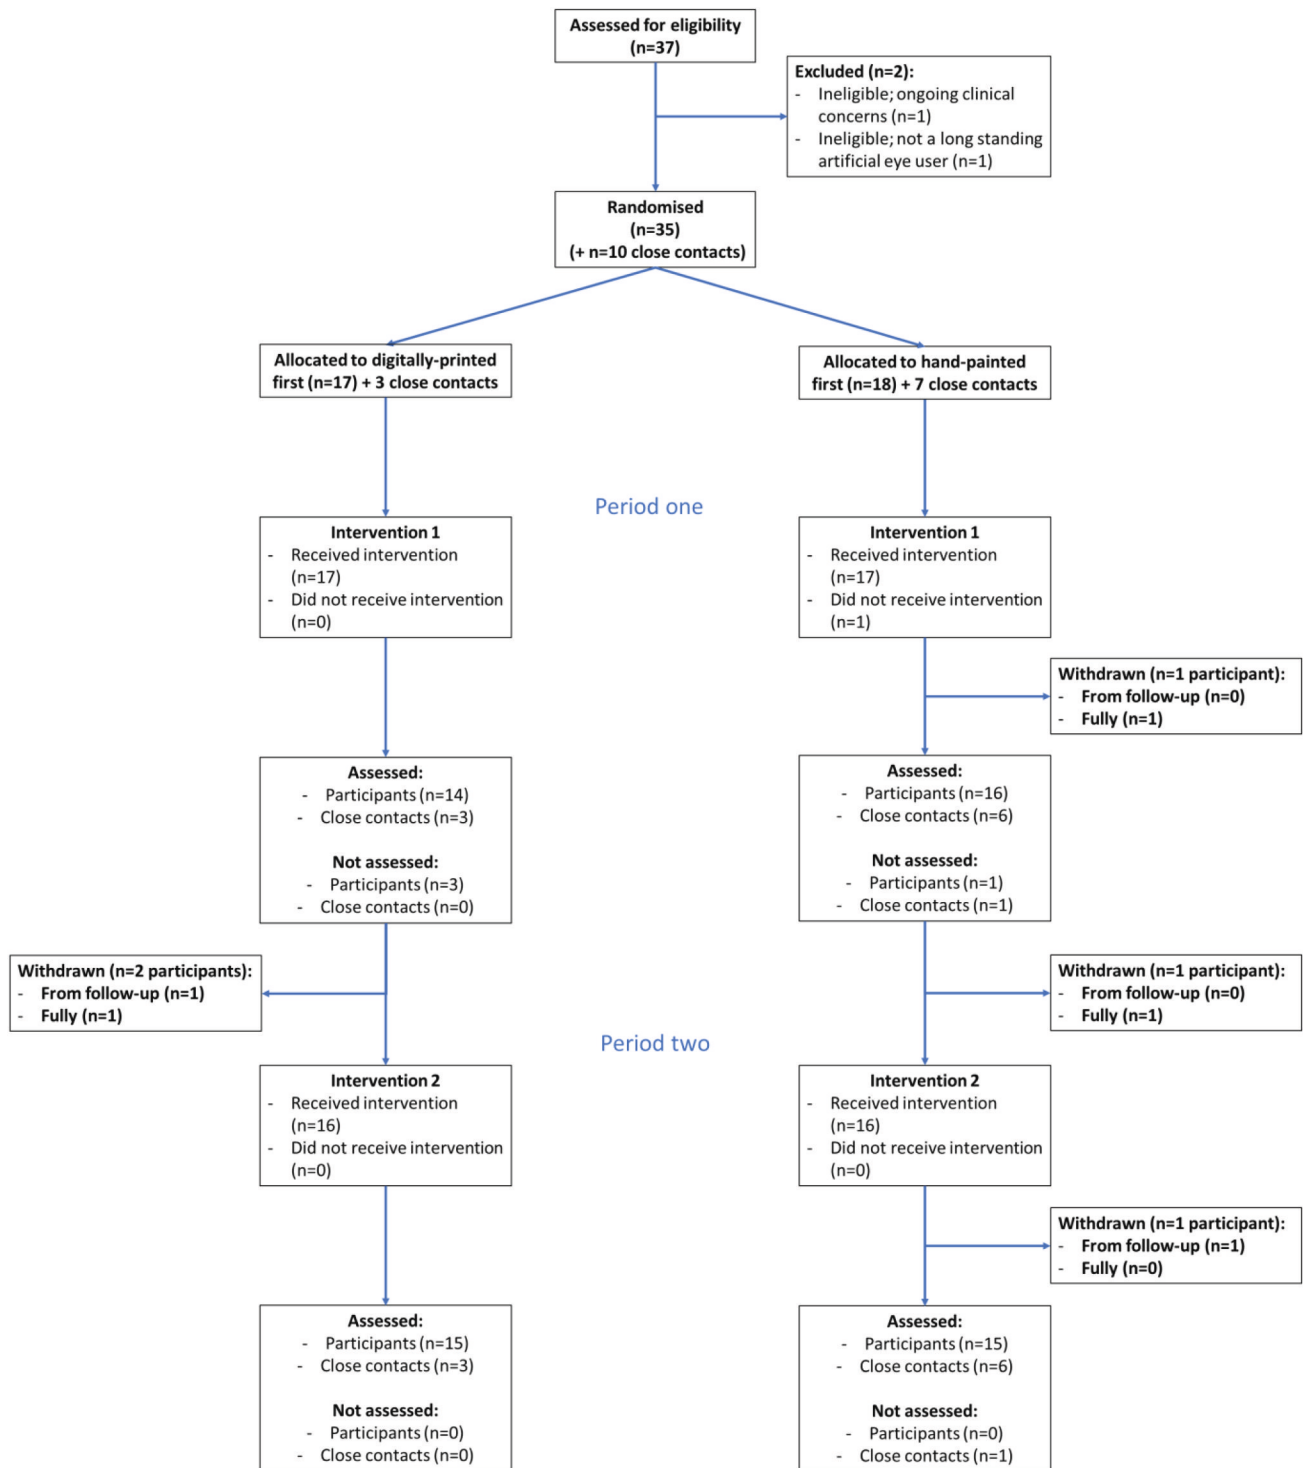 Assessed for eligibility
(n=37)
Excluded (n=2):
- Ineligible; ongoing clinical
concerns (n=1)
- Ineligible; not a long standing
artificial eye user (n=1)
Randomised
(n=35)
(+ n=10 close contacts)
Allocated to digitally-printed
first (n=17) + 3 close contacts
Allocated to hand-painted
first (n=18) + 7 close contacts
Period one
Intervention 1
- Received intervention
(n=17)
- Did not receive intervention
(n=0)
Intervention 1
- Received intervention
(n=17)
- Did not receive intervention
(n=1)
Withdrawn (n=1 participant):
- From follow-up (n=0)
- Fully (n=1)
Assessed:
- Participants (n=14)
- Close contacts (n=3)
Not assessed:
- Participants (n=3)
- Close contacts (n=0)
Assessed:
- Participants (n=16)
- Close contacts (n=6)
Not assessed:
- Participants (n=1)
- Close contacts (n=1)
Withdrawn (n=2 participants):
- From follow-up (n=1)
- Fully (n=1)
Withdrawn (n=1 participant):
- From follow-up (n=0)
- Fully (n=1)
Period two
Intervention 2
- Received intervention
(n=16)
- Did not receive intervention
(n=0)
Intervention 2
- Received intervention
(n=16)
- Did not receive intervention
(n=0)
Withdrawn (n=1 participant):
- From follow-up (n=1)
- Fully (n=0)
Assessed:
- Participants (n=15)
- Close contacts (n=3)
Not assessed:
- Participants (n=0)
- Close contacts (n=0)
Assessed:
- Participants (n=15)
- Close contacts (n=6)
Not assessed:
- Participants (n=0)
- Close contacts (n=1)